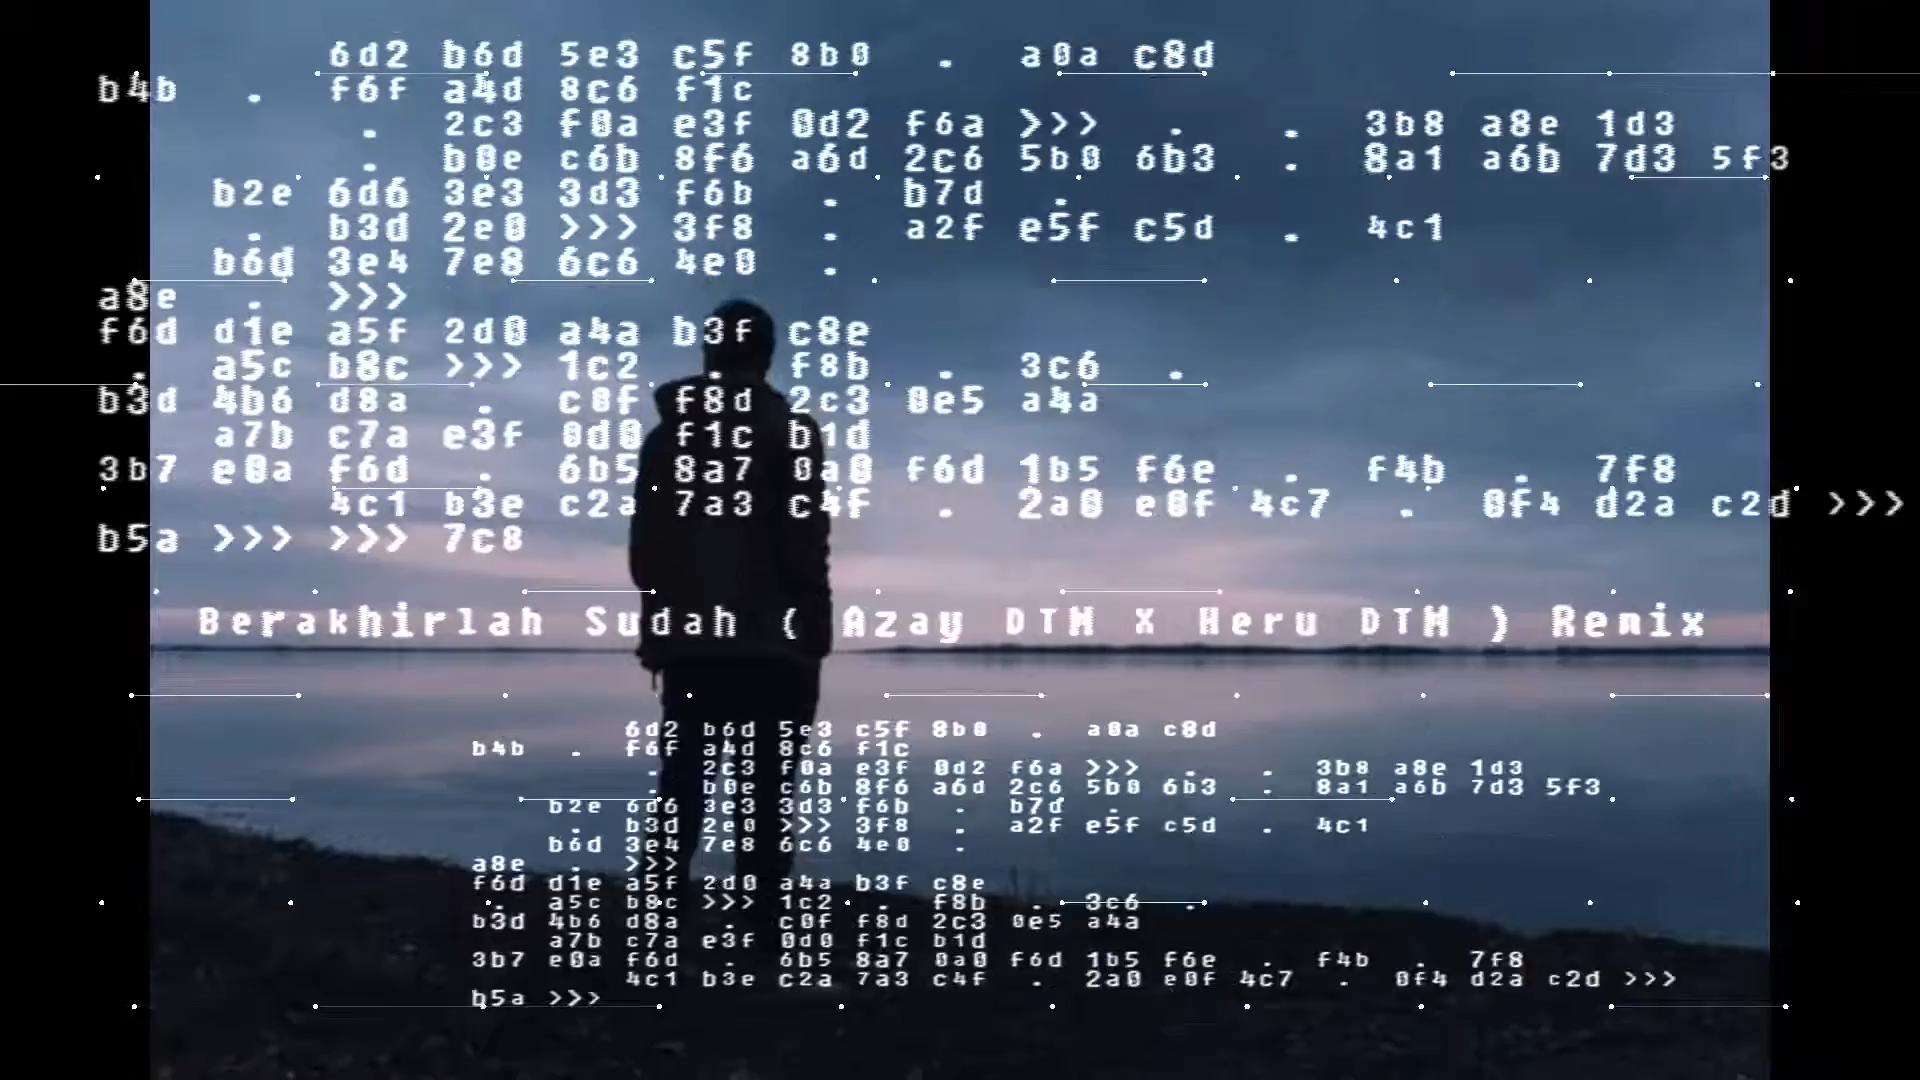 6d2 b6d 5e3 c5f 8b0 . a0a c8d
b4b . f6f a4d 8c6 f1c
. 2c3 f0a e3f 0d2 f6a >>> . . 3b8 a8e 1d3
. b0e c6b 8f6 a6d 2c6 5b0 6b3 . 8a1 a6b 7d3 5f3
b2e 6d6 3e3 3d3 f6b . b7d .
. b3d 2e0 >>> 3f8 . a2f e5f c5d . 4c1
b6d 3e4 7e8 6c6 4e0 .
a8e . >>>
f6d d1e a5f 2d0 a4a b3f c8e
. a5c b8c >>> 1c2 . f8b . 3c6 .
b3d 4b6 d8a . c0f f8d 2c3 0e5 a4a
a7b c7a e3f 0d0 f1c b1d
3b7 e0a f6d . 6b5 8a7 0a0 f6d 1b5 f6e . f4b . 7f8
4c1 b3e c2a 7a3 c4f . 2a0 e0f 4c7 . 0f4 d2a c2d >>>
b5a >>> >>> 7c8
Berakhirlah Sudah ( Azay DTM X Heru DTM ) Remix
6d2 b6d 5e3 c5f 8b0 . a0a c8d
b4b . f6f a4d 8c6 f1c
. 2c3 f0a e3f 0d2 f6a >>> . . 3b8 a8e 1d3
. b0e c6b 8f6 a6d 2c6 5b0 6b3 . 8a1 a6b 7d3 5f3
b2e 6d6 3e3 3d3 f6b . b7d .
. b3d 2e0 >>> 3f8 . a2f e5f c5d . 4c1
b6d 3e4 7e8 6c6 4e0 .
a8e . >>>
f6d d1e a5f 2d0 a4a b3f c8e
. a5c b8c >>> 1c2 . f8b . 3c6 .
b3d 4b6 d8a . c0f f8d 2c3 0e5 a4a
a7b c7a e3f 0d0 f1c b1d
3b7 e0a f6d . 6b5 8a7 0a0 f6d 1b5 f6e . f4b . 7f8
4c1 b3e c2a 7a3 c4f . 2a0 e0f 4c7 . 0f4 d2a c2d >>>
b5a >>>